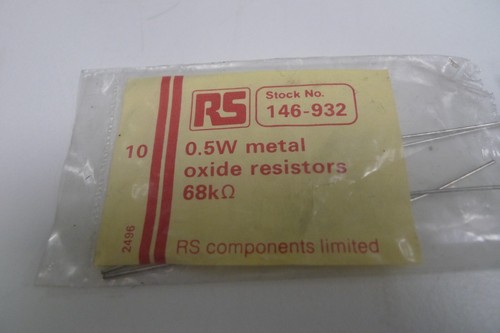 RS
Stock No.
146-932
10
0.5W metal
oxide resistors
68kΩ
2496
RS components limited